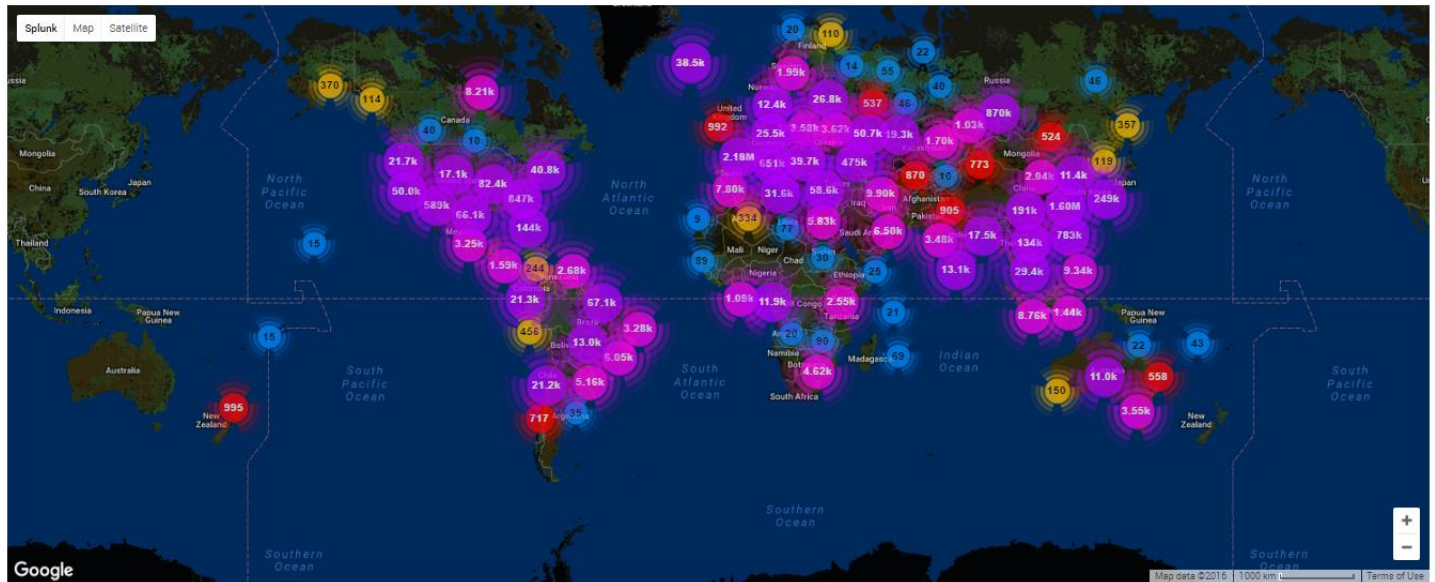 Splunk Map Satellite
20
110
Finland
22
38.5k
14
55
1.99k
Russia
46
370
8.21k
Norway
40
114
12.4k
26.8k
537
46
870k
United
Kingdom
992
Canada
40
10
25.5k
3.58k
3.62k
50.7k
19.3k
1.03k
1.70k
524
357
Mongolia
21.7k
17.1k
40.8k
2.18M
651k
39.7k
475k
870
10
773
Mongolia
119
China
South Korea
Japan
North
Pacific
Ocean
50.0k
82.4k
North
Atlantic
Ocean
7.80k
31.6k
58.6k
Iraq
9.90k
Afghanistan
2.04k
11.4k
Japan
North
Pacific
Ocean
589k
847k
66.1k
905
191k
1.60M
249k
Thailand
15
3.25k
144k
9
334
77
5.83k
6.50k
3.48k
17.5k
134k
783k
Mali
Niger
Chad
1.59k
244
2.68k
89
30
Ethiopia
25
13.1k
29.4k
9.34k
Nigeria
Colombia
21.3k
67.1k
1.09k
11.9k
2.55k
Tanzania
21
8.76k
1.44k
Indonesia
Papua New
Guinea
15
456
3.28k
13.0k
6.05k
20
90
Namibia
Madagascar
69
Indian
Ocean
Papua New
Guinea
22
43
Australia
South
Pacific
Ocean
21.2k
5.16k
South
Atlantic
Ocean
4.62k
South Africa
150
11.0k
558
South
Pacific
Ocean
995
New
Zealand
717
35
3.55k
New
Zealand
Southern
Ocean
Southern
Ocean
Southern
Ocean
+
−
Google
Map data ©2016 1000 km Terms of Use